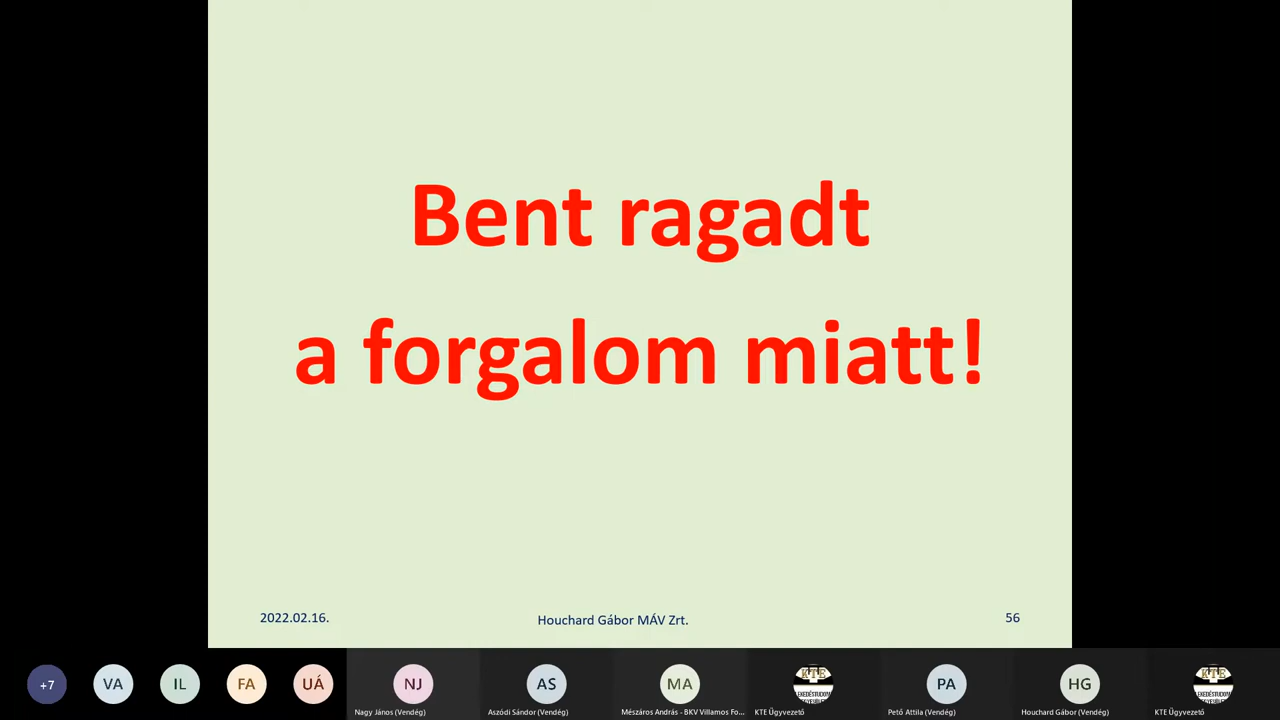 Bent ragadt
a forgalom miatt!
2022.02.16.
Houchard Gábor MÁV Zrt.
56
+7
VA
IL
FA
UÁ
NJ
AS
MA
KTE
PA
HG
KTE
Nagy János (Vendég)
Aszódi Sándor (Vendég)
Mészáros András - BKV Villamos Fo...
KTE Ügyvezető
Pető Attila (Vendég)
Houchard Gábor (Vendég)
KTE Ügyvezető